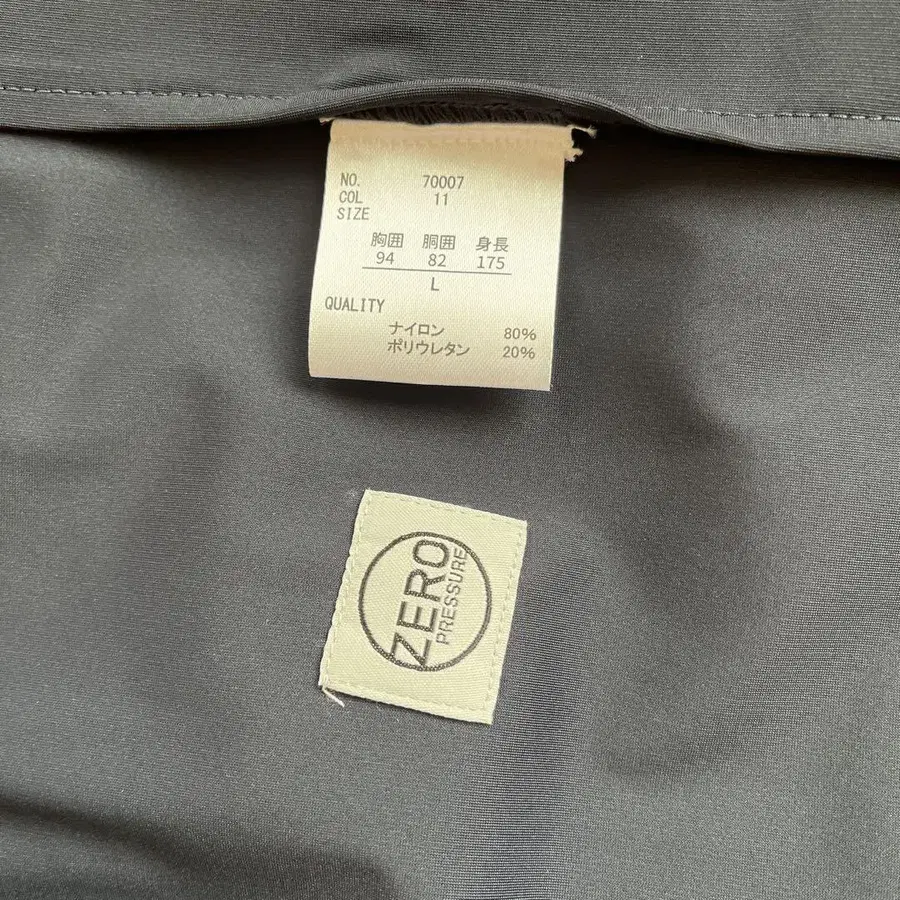 NO. 70007
COL 11
SIZE
胸囲 胴囲 身長
94 82 175
L
QUALITY
ナイロン 80%
ポリウレタン 20%
ZERO
PRESSURE